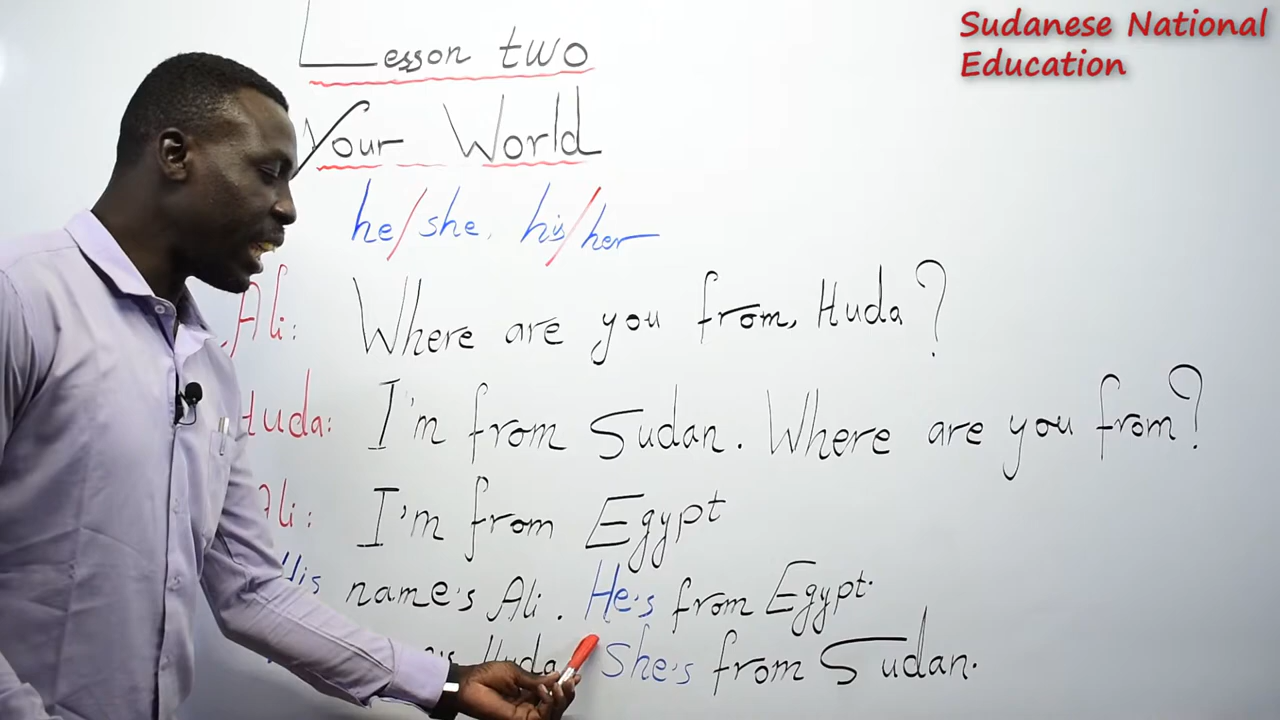 Sudanese National
Education
Lesson two
Your World
he/she, his/her
Ali: Where are you from, Huda?
Huda: I'm from Sudan. Where are you from?
Ali: I'm from Egypt
His name's Ali. He's from Egypt.
Huda. She's from Sudan.